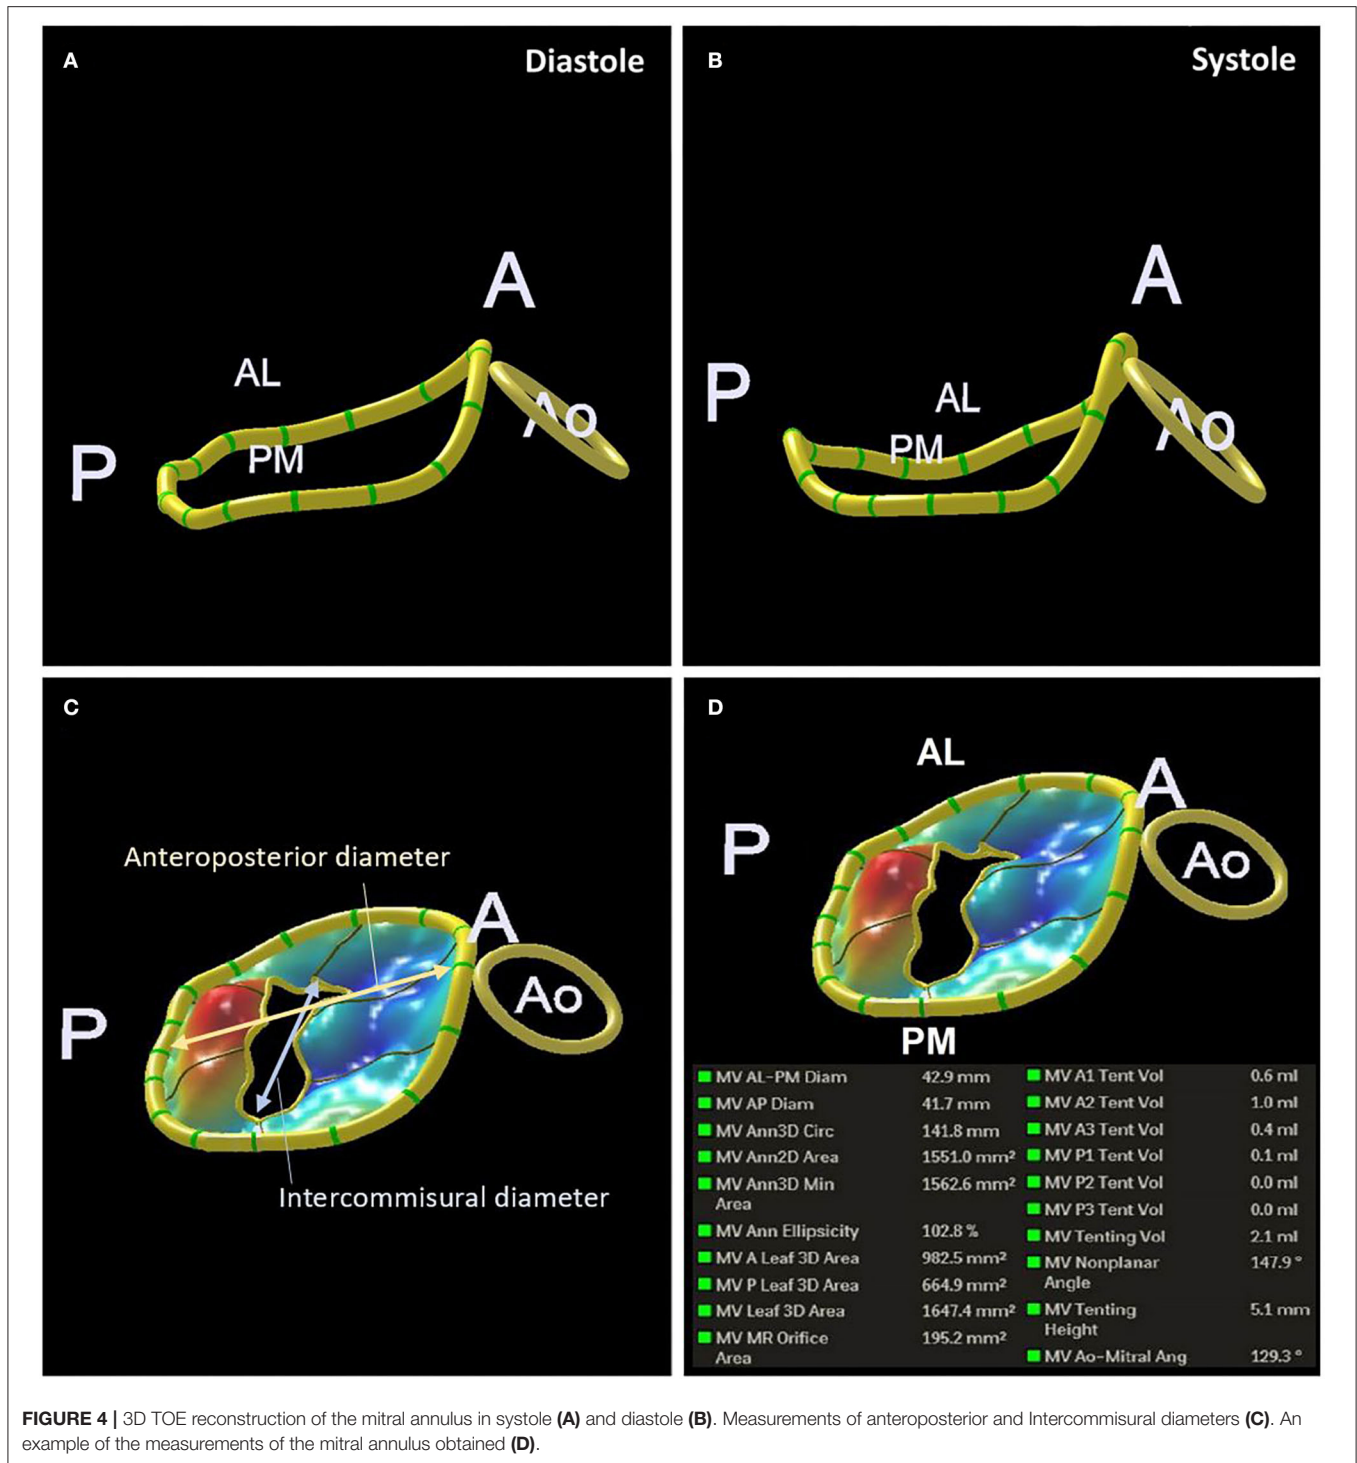 A
Diastole
A
AL
Ao
PM
P
B
Systole
A
P
AL
Ao
PM
C
Anteroposterior diameter
A
Ao
P
Intercommisural diameter
D
AL
A
P
Ao
PM
MV AL-PM Diam 42.9 mm
MV AP Diam 41.7 mm
MV Ann3D Circ 141.8 mm
MV Ann2D Area 1551.0 mm²
MV Ann3D Min 1562.6 mm²
Area
MV Ann Ellipsicity 102.8 %
MV A Leaf 3D Area 982.5 mm²
MV P Leaf 3D Area 664.9 mm²
MV Leaf 3D Area 1647.4 mm²
MV MR Orifice 195.2 mm²
Area
MV A1 Tent Vol 0.6 ml
MV A2 Tent Vol 1.0 ml
MV A3 Tent Vol 0.4 ml
MV P1 Tent Vol 0.1 ml
MV P2 Tent Vol 0.0 ml
MV P3 Tent Vol 0.0 ml
MV Tenting Vol 2.1 ml
MV Nonplanar 147.9 °
Angle
MV Tenting 5.1 mm
Height
MV Ao-Mitral Ang 129.3 °
FIGURE 4 | 3D TOE reconstruction of the mitral annulus in systole (A) and diastole (B). Measurements of anteroposterior and Intercommisural diameters (C). An
example of the measurements of the mitral annulus obtained (D).